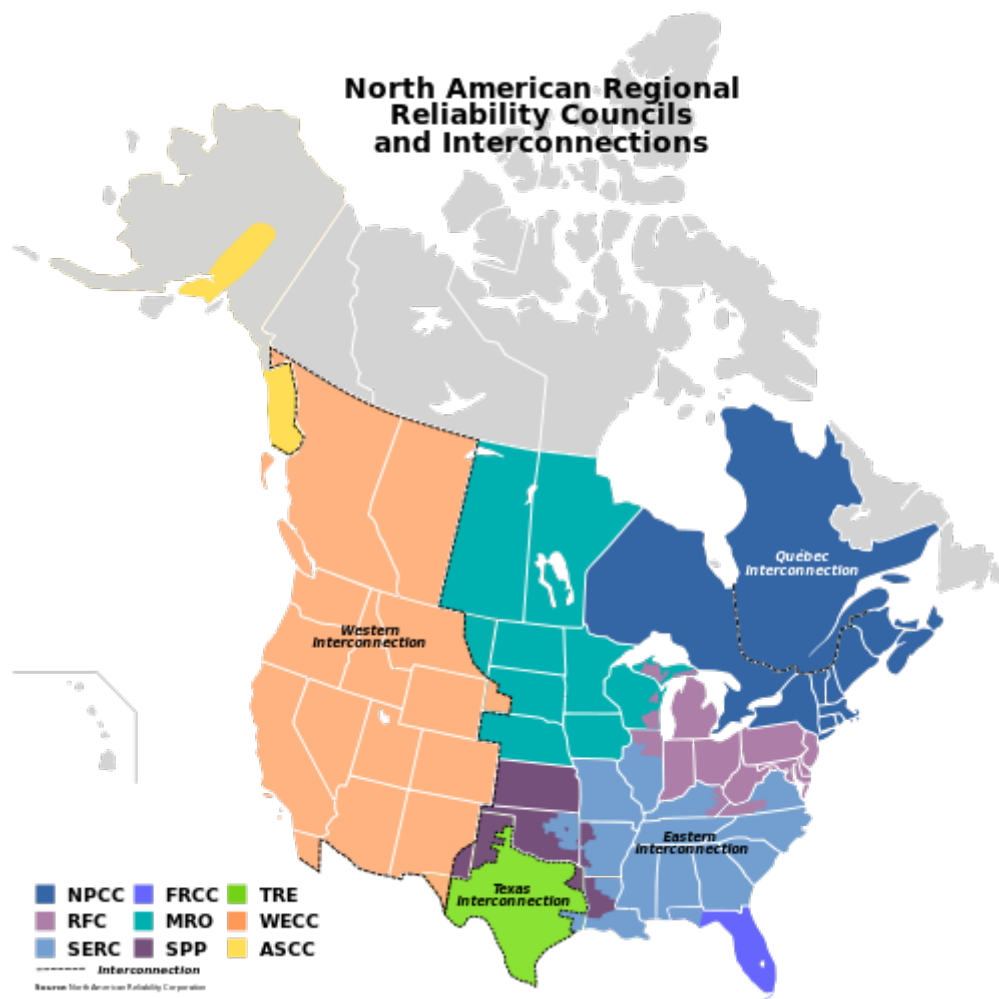 North American Regional
Reliability Councils
and Interconnections
Québec
Interconnection
Western
Interconnection
Eastern
Interconnection
Texas
Interconnection
NPCC FRCC TRE
RFC MRO WECC
SERC SPP ASCC
Interconnection
Source: North American Reliability Corporation